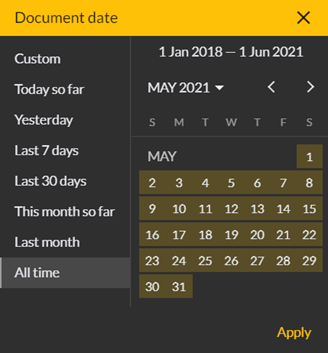 Document date
Custom
Today so far
Yesterday
Last 7 days
Last 30 days
This month so far
Last month
All time
1 Jan 2018 — 1 Jun 2021
MAY 2021
S M T W T F S
MAY 1
2 3 4 5 6 7 8
9 10 11 12 13 14 15
16 17 18 19 20 21 22
23 24 25 26 27 28 29
30 31
Apply